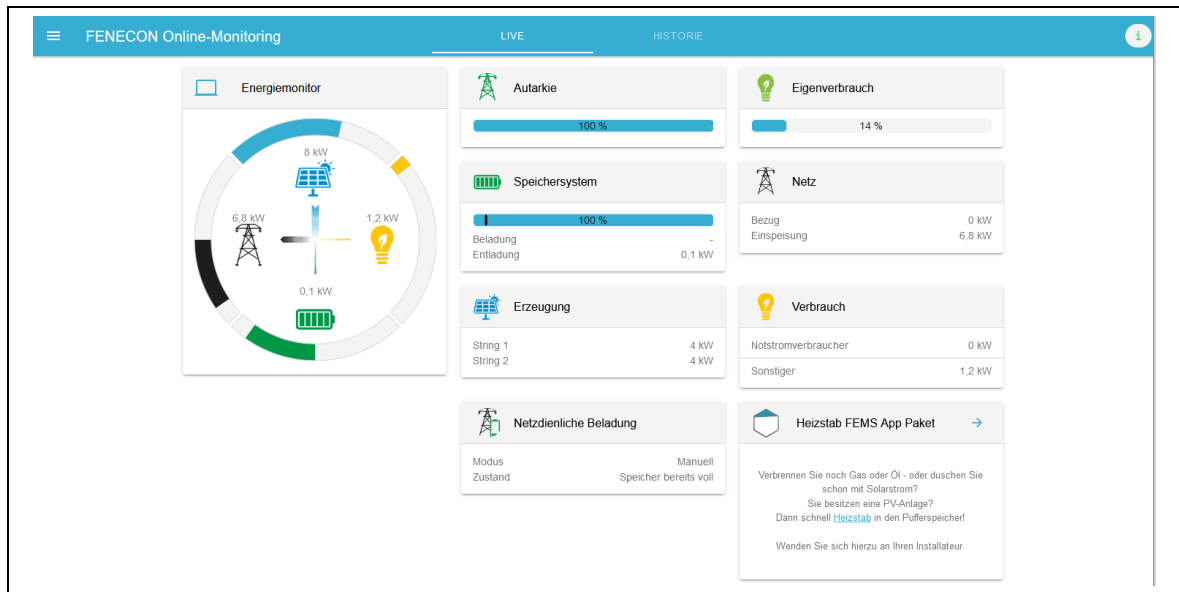 FENECON Online-Monitoring
LIVE
HISTORIE
i
Energiemonitor
8 kW
6,8 kW
1,2 kW
0,1 kW
Autarkie
100 %
Eigenverbrauch
14 %
Speichersystem
100 %
Beladung -
Entladung 0,1 kW
Netz
Bezug 0 kW
Einspeisung 6,8 kW
Erzeugung
String 1 4 kW
String 2 4 kW
Verbrauch
Notstromverbraucher 0 kW
Sonstiger 1,2 kW
Netzdienliche Beladung
Modus Manuell
Zustand Speicher bereits voll
Heizstab FEMS App Paket
Verbrennen Sie noch Gas oder Öl - oder duschen Sie
schon mit Solarstrom?
Sie besitzen eine PV-Anlage?
Dann schnell Heizstab in den Pufferspeicher!
Wenden Sie sich hierzu an Ihren Installateur.